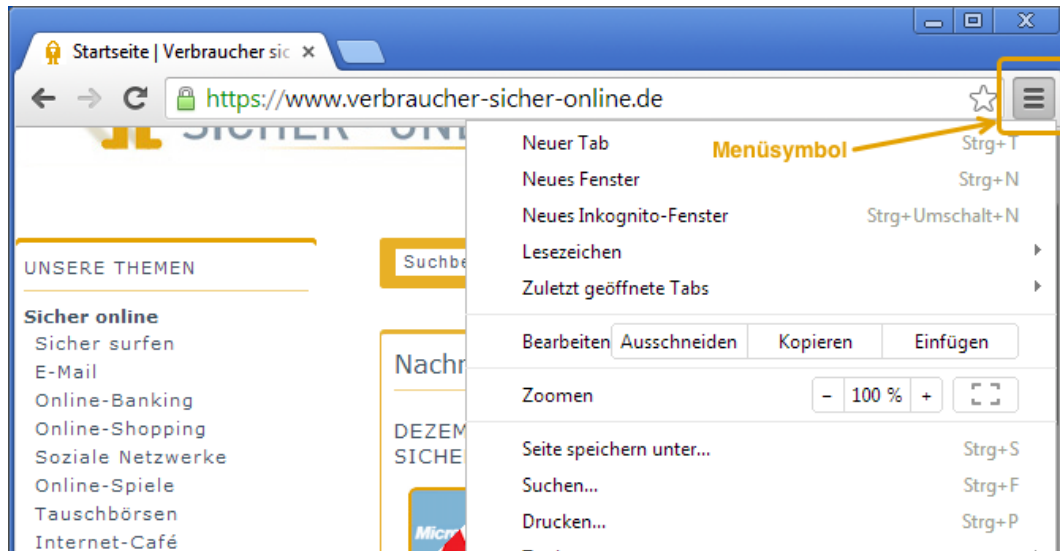 Startseite | Verbraucher sic
https://www.verbraucher-sicher-online.de
Menüsymbol
Neuer Tab Strg+T
Neues Fenster Strg+N
Neues Inkognito-Fenster Strg+Umschalt+N
Lesezeichen
Zuletzt geöffnete Tabs
Bearbeiten Ausschneiden Kopieren Einfügen
Zoomen - 100 % +
Seite speichern unter... Strg+S
Suchen... Strg+F
Drucken... Strg+P
UNSERE THEMEN
Sicher online
Sicher surfen
E-Mail
Online-Banking
Online-Shopping
Soziale Netzwerke
Online-Spiele
Tauschbörsen
Internet-Café
Suchbe
Nachr
DEZEM
SICHE
Micr